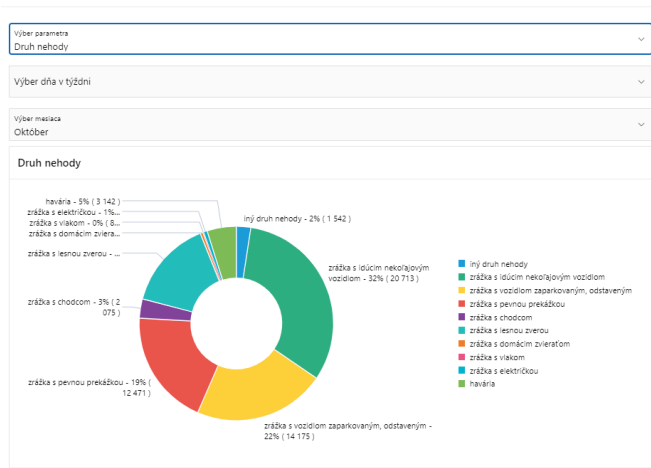 Výber parametra
Druh nehody
Výber dňa v týždni
Výber mesiaca
Október
Druh nehody
havária - 5% ( 3 142 )
zrážka s električkou - 1%...
zrážka s vlakom - 0% ( 8...
zrážka s domácim zviera...
zrážka s lesnou zverou - ...
zrážka s chodcom - 3% ( 2
075 )
zrážka s pevnou prekážkou - 19% (
12 471 )
iný druh nehody - 2% ( 1 542 )
zrážka s idúcim nekoľajovým
vozidlom - 32% ( 20 713 )
zrážka s vozidlom zaparkovaným, odstaveným -
22% ( 14 175 )
iný druh nehody
zrážka s idúcim nekoľajovým vozidlom
zrážka s vozidlom zaparkovaným, odstaveným
zrážka s pevnou prekážkou
zrážka s chodcom
zrážka s lesnou zverou
zrážka s domácim zvieraťom
zrážka s vlakom
zrážka s električkou
havária